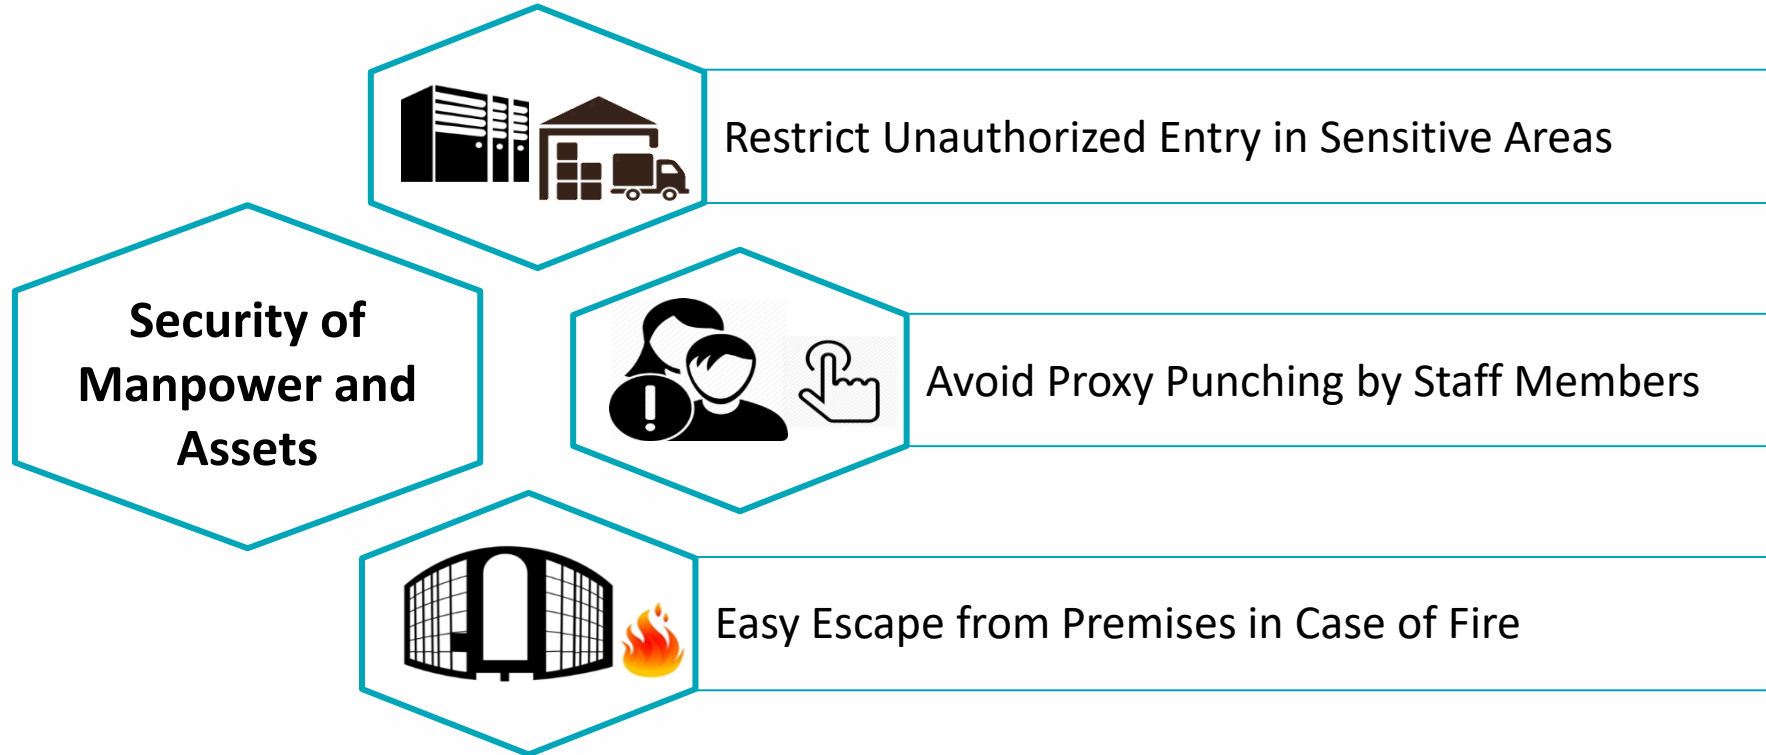 Restrict Unauthorized Entry in Sensitive Areas
Security of
Manpower and
Assets
Avoid Proxy Punching by Staff Members
Easy Escape from Premises in Case of Fire